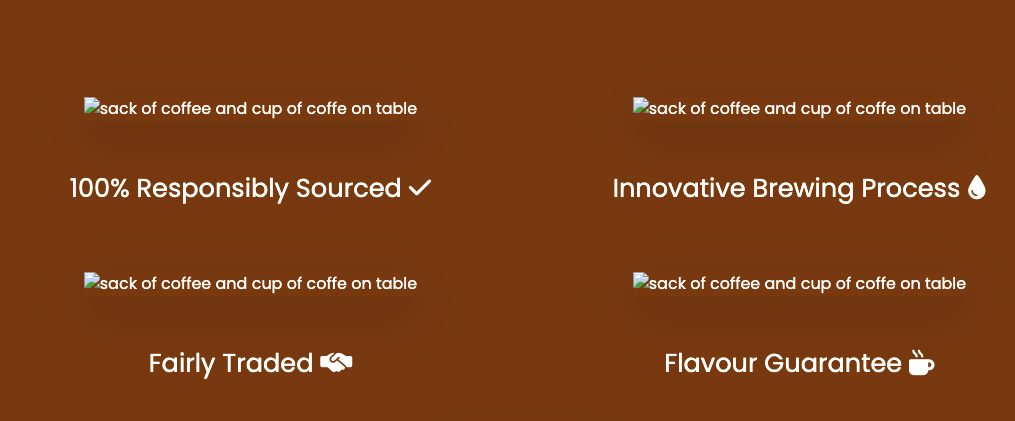 sack of coffee and cup of coffe on table
sack of coffee and cup of coffe on table
100% Responsibly Sourced
Innovative Brewing Process
sack of coffee and cup of coffe on table
sack of coffee and cup of coffe on table
Fairly Traded
Flavour Guarantee